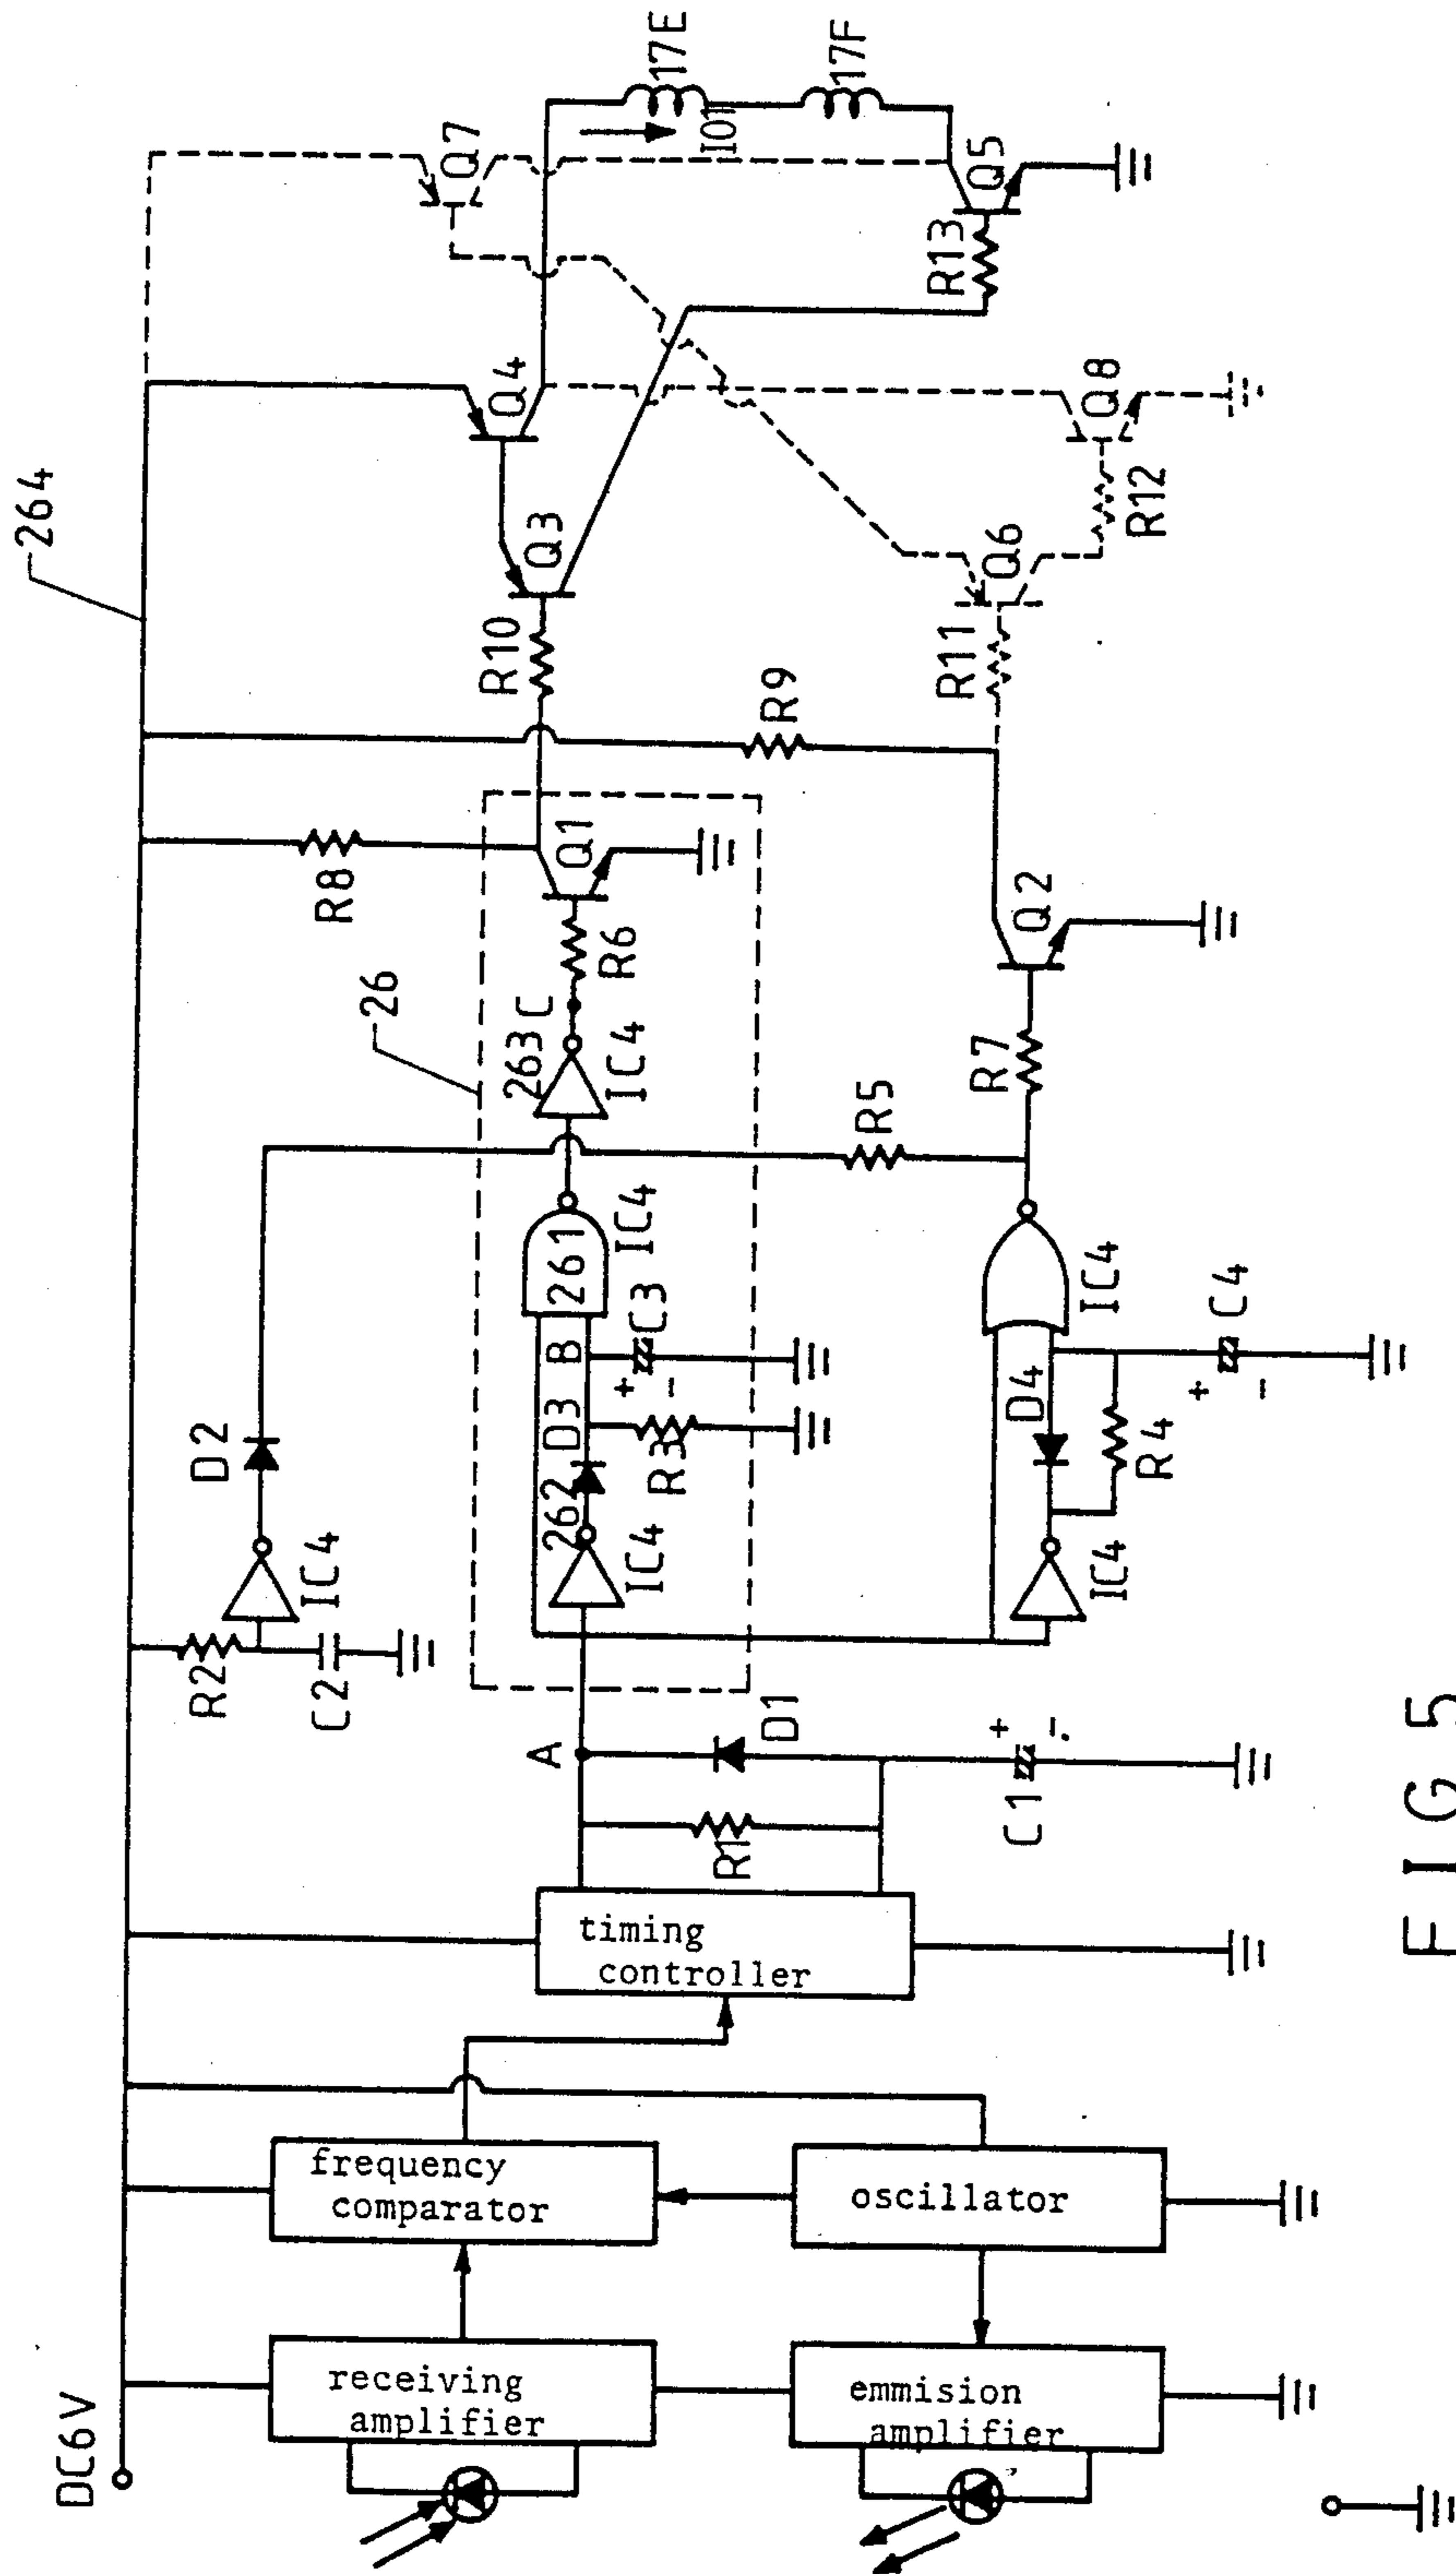 DC6V
264
receiving
amplifier
frequency
comparator
emmision
amplifier
oscillator
timing
controller
A
R1
D1
C1
+
-
R2
C2
IC4
D2
26
262
IC4
D3
B
R3
+
-
C3
261
IC4
263
C
IC4
R6
Q1
R8
IC4
D4
R4
+
-
C4
IC4
R5
R7
Q2
R9
R10
Q3
Q4
R11
Q6
R12
Q8
Q7
R13
Q5
I01
17E
17F
FIG 5